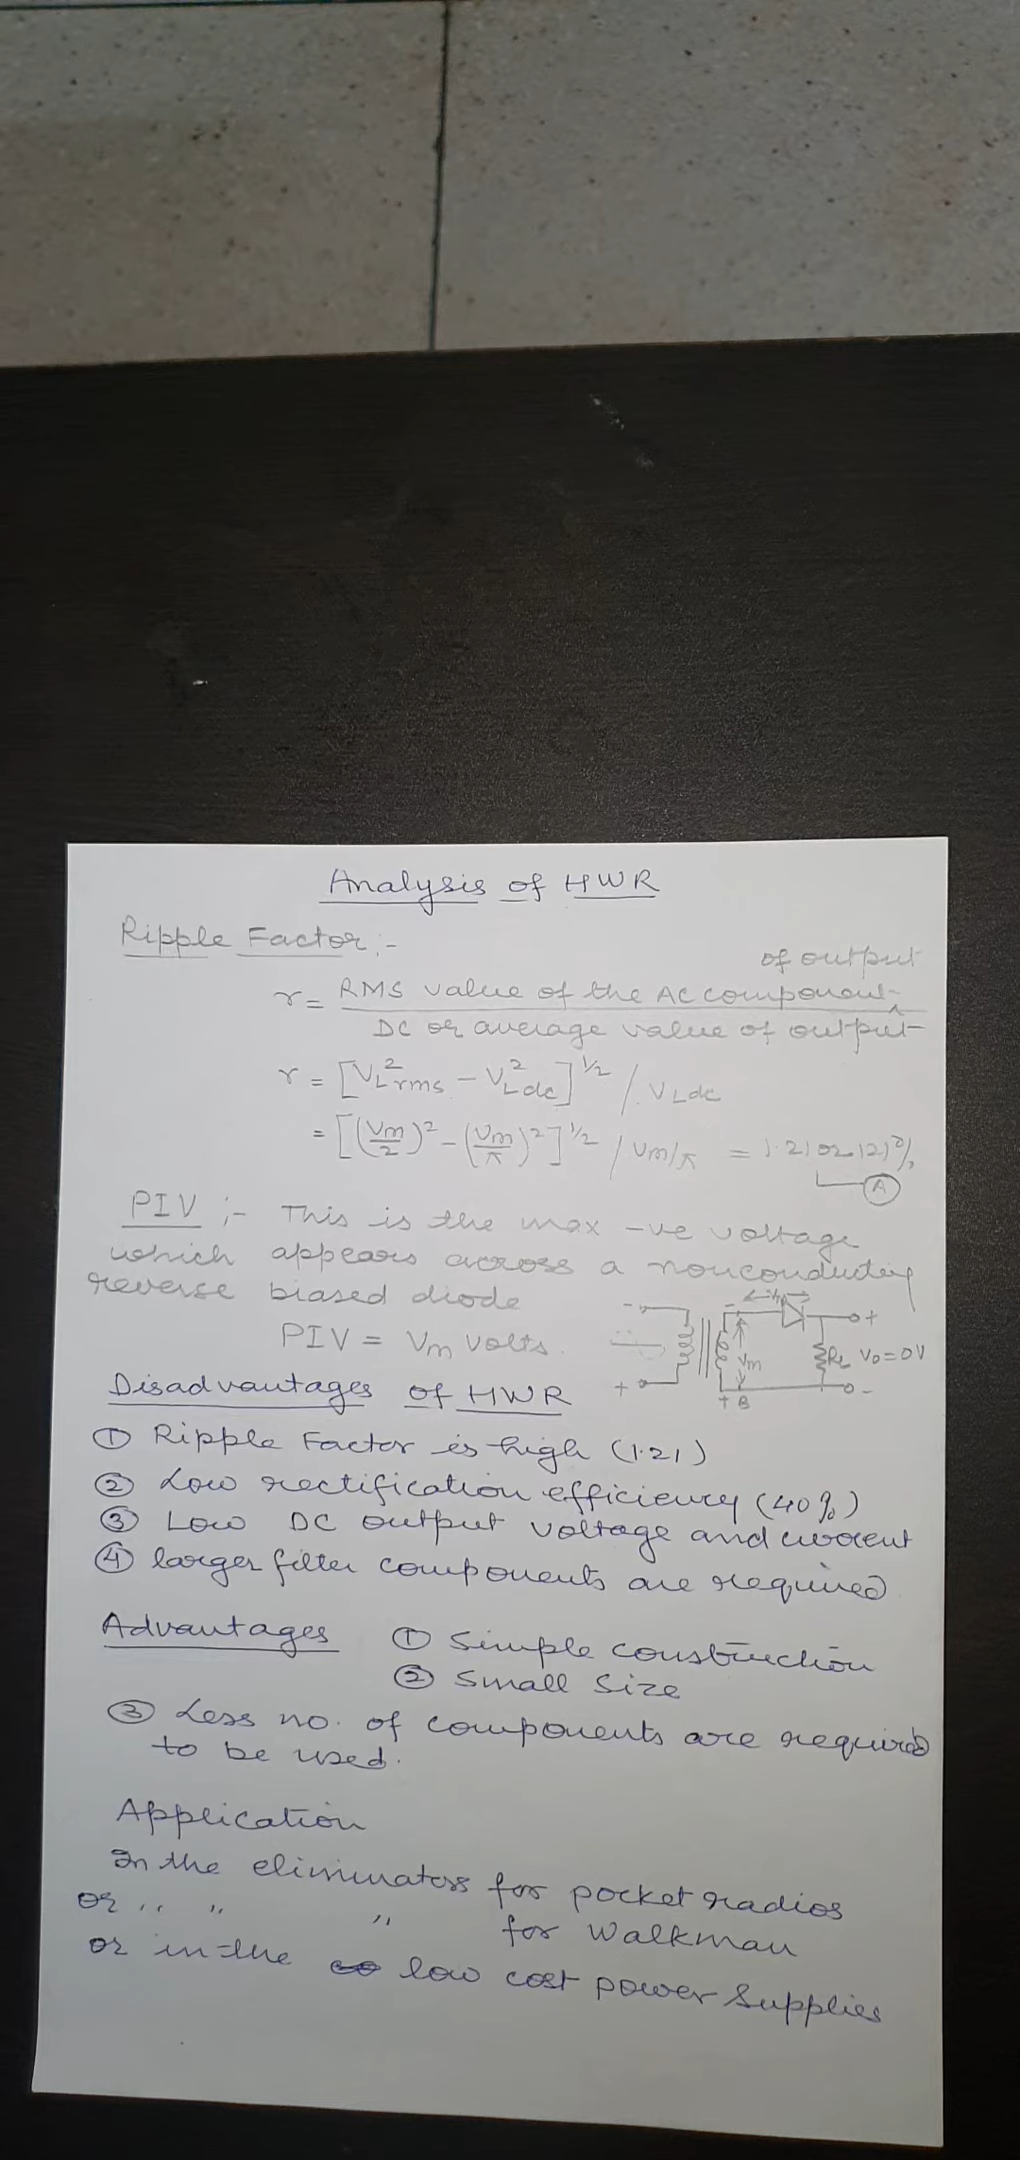 Analysis of HWR
Ripple Factor :-
of output
r = RMS value of the AC component ^
DC or average value of output
r = [V²L rms - V²L dc]^1/2 / VLdc
= [(Vm/2)² - (Vm/π)²]^1/2 / Vm/π = 1.21 or 121%
A
PIV :- This is the max -ve voltage
which appears across a nonconducting
reverse biased diode
PIV = Vm volts.
- - +
Vm RL Vo=0V
+ + B -
Disadvantages of HWR
① Ripple Factor is high (1.21)
② Low rectification efficiency (40%)
③ Low DC output voltage and current
④ larger filter components are required
Advantages ① Simple construction
② Small Size
③ Less no. of components are required
to be used.
Application
In the eliminators for pocket radios
or " " " for Walkman
or in the low cost power supplies